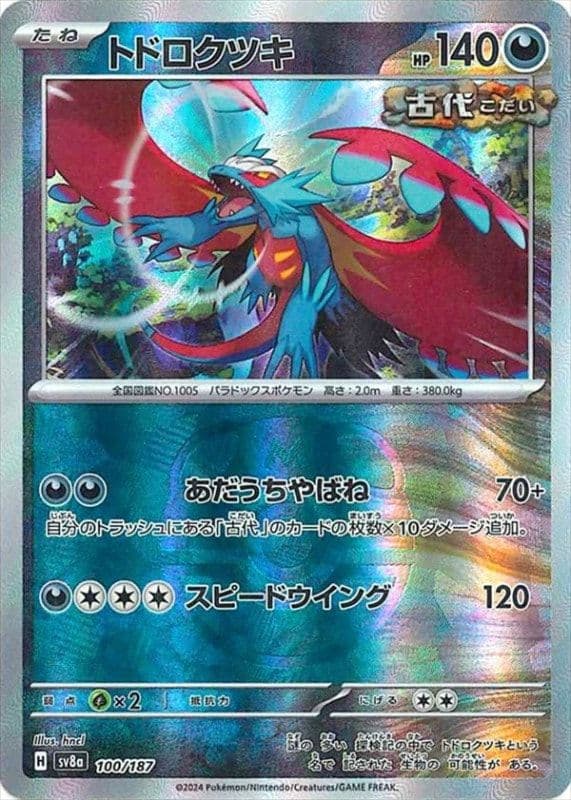 たね トドロクツキ HP 140
古代 こだい
全国図鑑NO.1005 パラドックスポケモン 高さ:2.0m 重さ:380.0kg
あだうちやばね 70+
自分のトラッシュにある「古代」のカードの枚数×10ダメージ追加。
スピードウイング 120
弱点 ×2 抵抗力 にげる
Illus. hncl
H sv8a 100/187
謎の多い 探検記の中で トドロクツキという
名で 記された 生物の 可能性が ある。
©2024 Pokémon/Nintendo/Creatures/GAME FREAK.